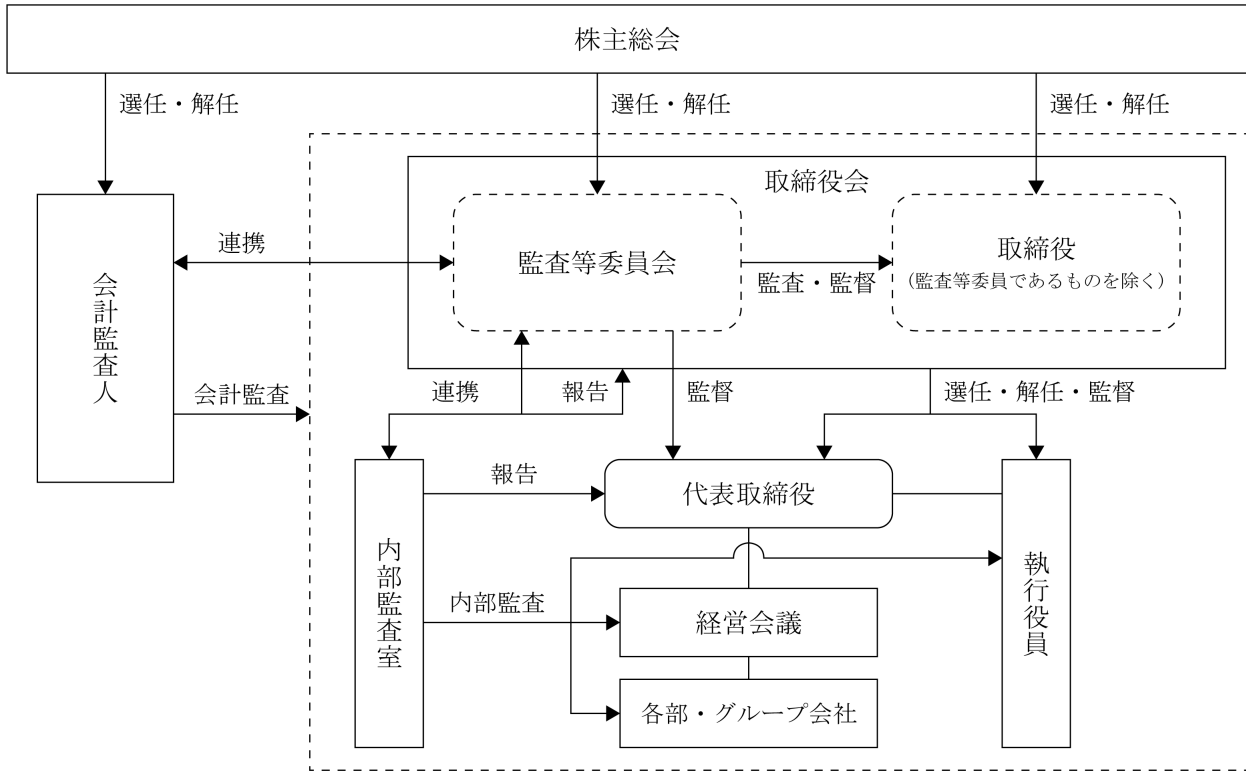 株主総会
選任・解任
選任・解任
選任・解任
取締役会
監査等委員会
取締役
（監査等委員であるものを除く）
連携
監査・監督
会計監査人
会計監査
連携
報告
監督
選任・解任・監督
報告
代表取締役
内部監査室
内部監査
経営会議
執行役員
各部・グループ会社